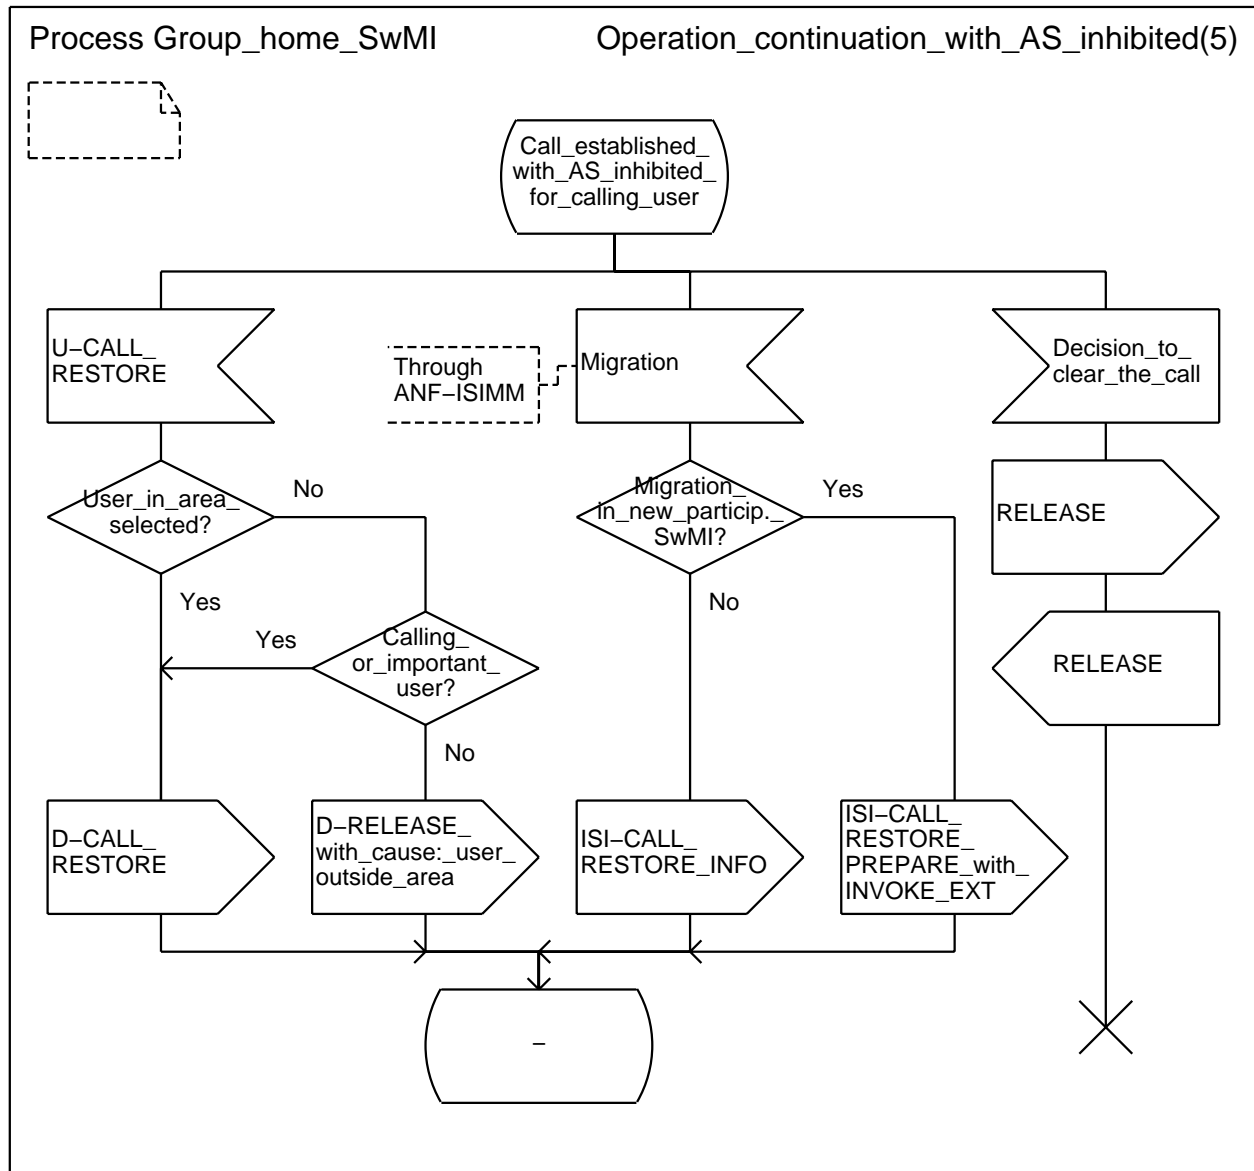 Process Group_home_SwMI
Operation_continuation_with_AS_inhibited(5)
Call_established_
with_AS_inhibited_
for_calling_user
U−CALL_
RESTORE
Through
ANF−ISIMM
Migration
Decision_to_
clear_the_call
User_in_area_
selected?
No
Yes
Migration_
in_new_particip._
SwMI?
Yes
No
RELEASE
Calling_
or_important_
user?
Yes
No
RELEASE
D−CALL_
RESTORE
D−RELEASE_
with_cause:_user_
outside_area
ISI−CALL_
RESTORE_INFO
ISI−CALL_
RESTORE_
PREPARE_with_
INVOKE_EXT
−